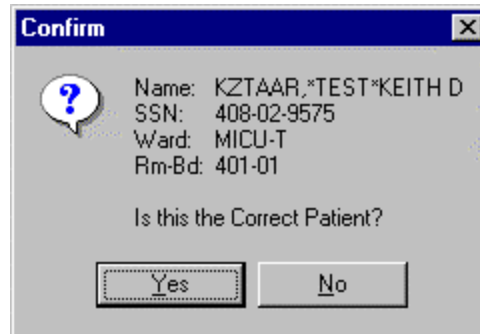 Confirm
Name: KZTAAR,*TEST*KEITH D
SSN: 408-02-9575
Ward: MICU-T
Rm-Bd: 401-01
Is this the Correct Patient?
Yes No